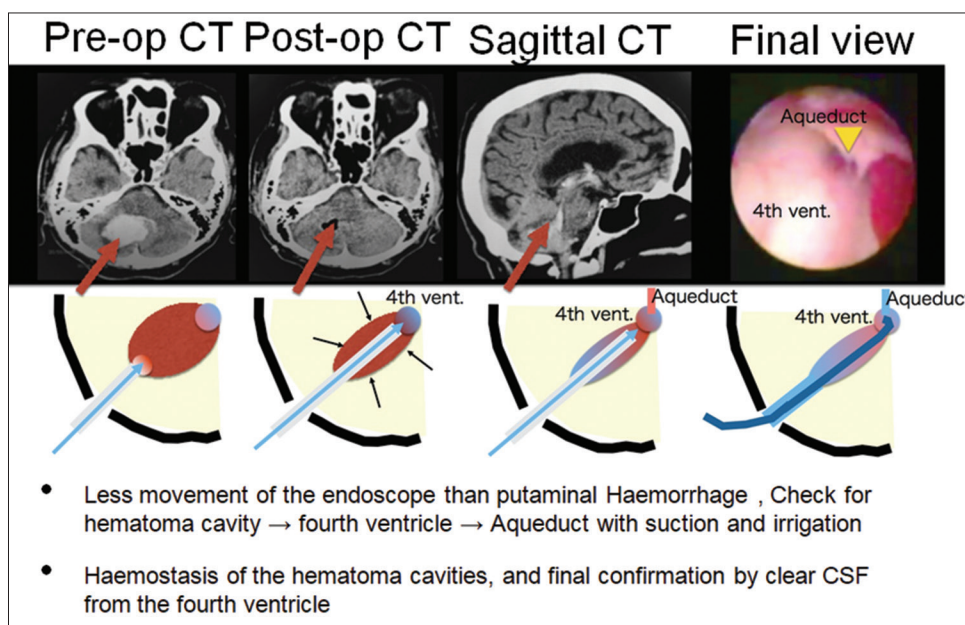 Pre-op CT Post-op CT Sagittal CT Final view
Aqueduct
4th vent.
4th vent.
Aqueduct
4th vent.
Aqueduc
4th vent.
• Less movement of the endoscope than putaminal Haemorrhage , Check for
hematoma cavity → fourth ventricle → Aqueduct with suction and irrigation
• Haemostasis of the hematoma cavities, and final confirmation by clear CSF
from the fourth ventricle